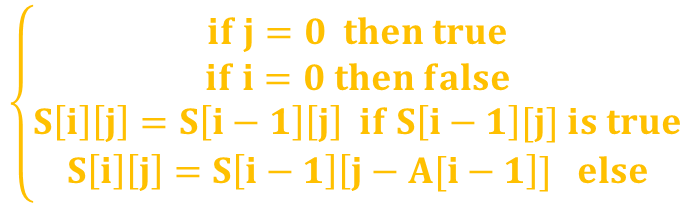 if j = 0 then true
if i = 0 then false
S[i][j] = S[i − 1][j] if S[i − 1][j] is true
S[i][j] = S[i − 1][j − A[i − 1]] else